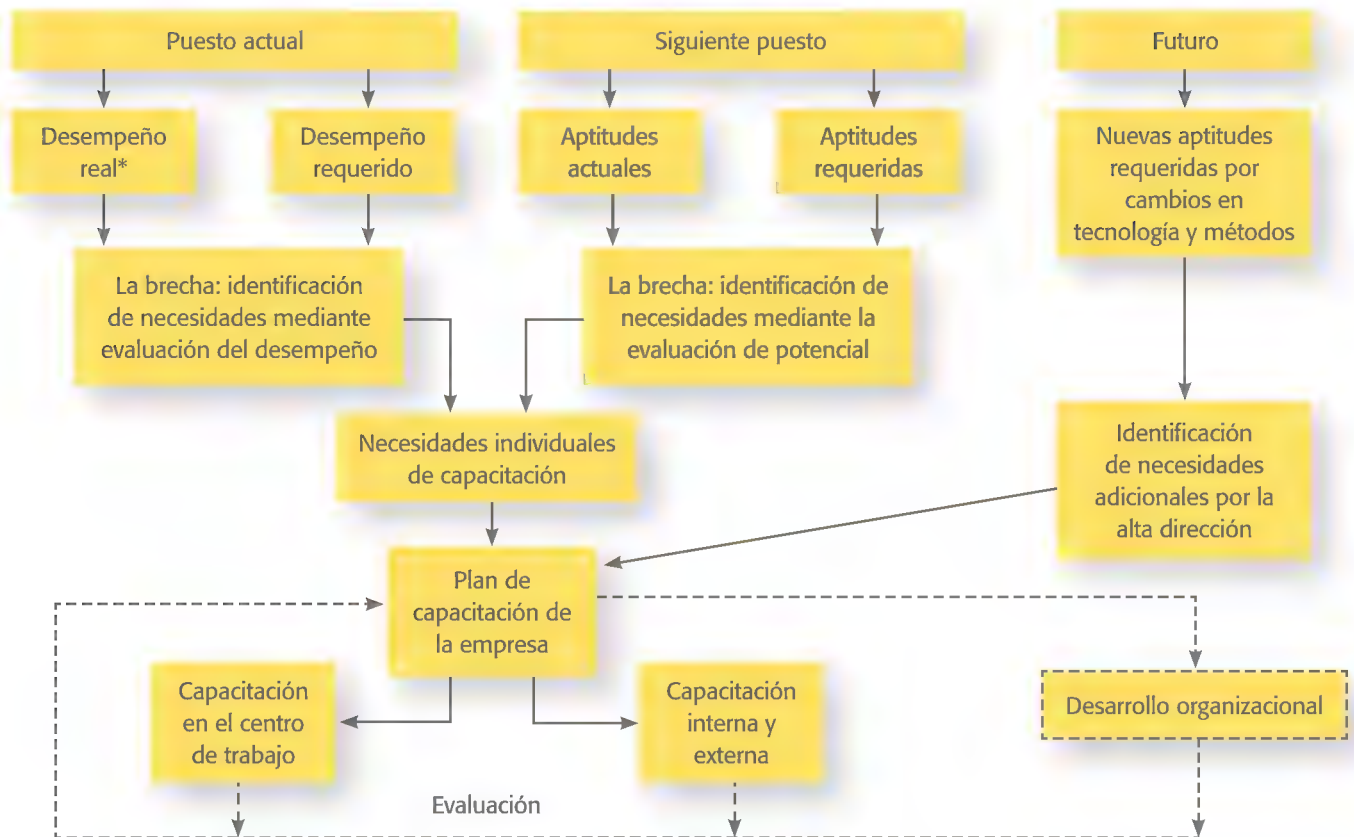 Puesto actual
Siguiente puesto
Futuro
Desempeño
real*
Desempeño
requerido
Aptitudes
actuales
Aptitudes
requeridas
Nuevas aptitudes
requeridas por
cambios en
tecnología y métodos
La brecha: identificación
de necesidades mediante
evaluación del desempeño
La brecha: identificación de
necesidades mediante la
evaluación de potencial
Necesidades individuales
de capacitación
Identificación
de necesidades
adicionales por la
alta dirección
Plan de
capacitación de
la empresa
Capacitación
en el centro
de trabajo
Capacitación
interna y
externa
Desarrollo organizacional
Evaluación